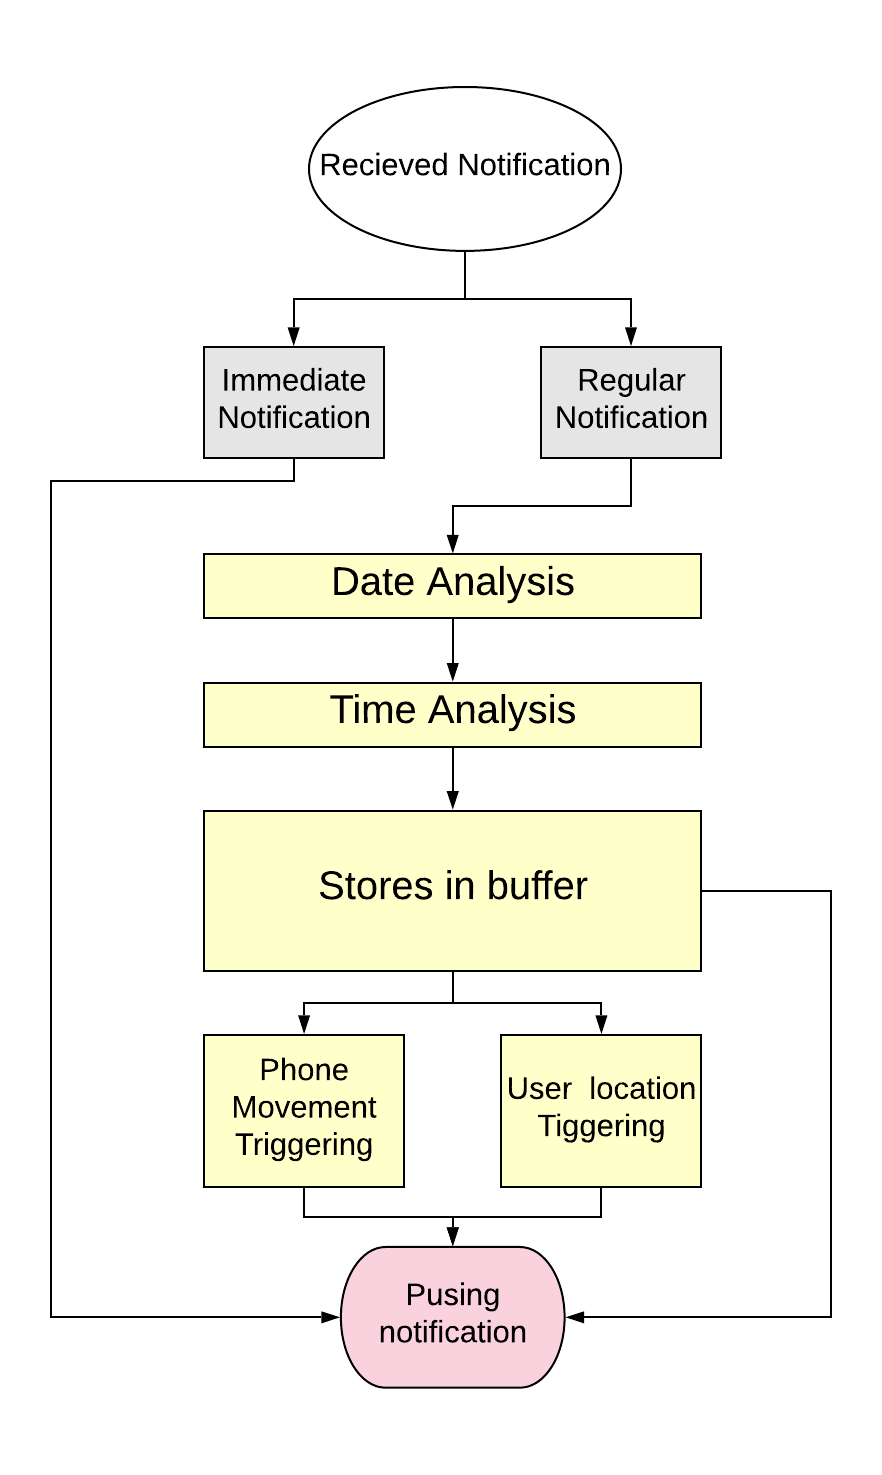 Recieved Notification
Immediate
Notification
Regular
Notification
Date Analysis
Time Analysis
Stores in buffer
Phone
Movement
Triggering
User  location
Tiggering
Pusing
notification